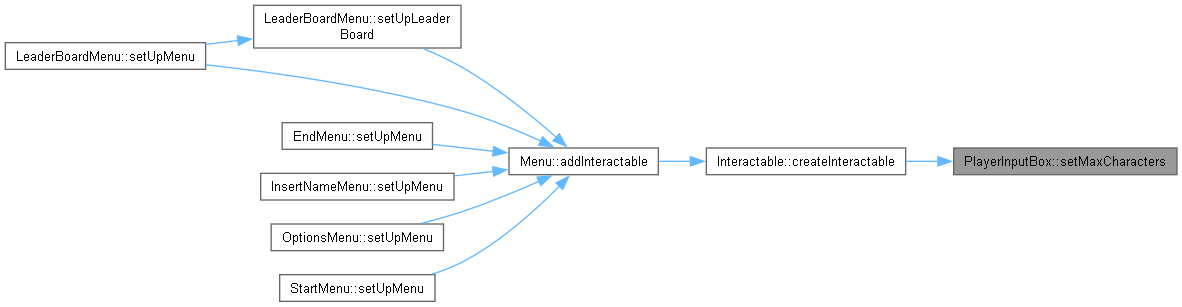 LeaderBoardMenu::setUpLeader
Board
LeaderBoardMenu::setUpMenu
EndMenu::setUpMenu
Menu::addInteractable
Interactable::createInteractable
PlayerInputBox::setMaxCharacters
InsertNameMenu::setUpMenu
OptionsMenu::setUpMenu
StartMenu::setUpMenu